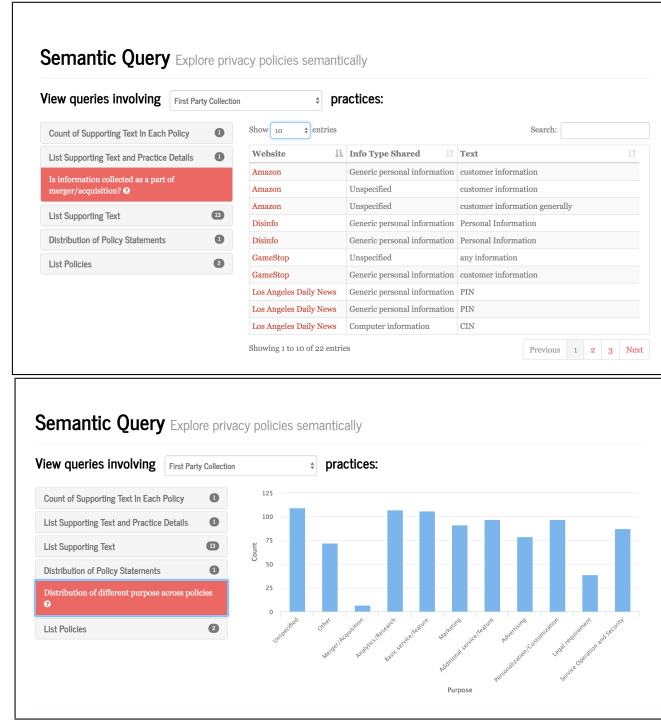 Semantic Query Explore privacy policies semantically
View queries involving First Party Collection practices:
Count of Supporting Text In Each Policy 1
List Supporting Text and Practice Details 1
Is information collected as a part of
merger/acquisition?
List Supporting Text 13
Distribution of Policy Statements 1
List Policies 2
Show 10 entries Search:
Website Info Type Shared Text
Amazon Generic personal information customer information
Amazon Unspecified customer information
Amazon Unspecified customer information generally
Disinfo Generic personal information Personal Information
Disinfo Generic personal information Personal Information
GameStop Unspecified any information
GameStop Generic personal information customer information
Los Angeles Daily News Generic personal information PIN
Los Angeles Daily News Generic personal information PIN
Los Angeles Daily News Computer information CIN
Showing 1 to 10 of 22 entries Previous 1 2 3 Next
Semantic Query Explore privacy policies semantically
View queries involving First Party Collection practices:
Count of Supporting Text In Each Policy 1
List Supporting Text and Practice Details 1
List Supporting Text 13
Distribution of Policy Statements 1
Distribution of different purpose across policies
?
List Policies 2
125
100
75
50
25
0
Count
Unspecified
Other
Merger/Acquisition
Analytics/Research
Basic service/feature
Marketing
Additional service/feature
Advertising
Personalization/Customization
Legal requirement
Service Operation and Security
Purpose